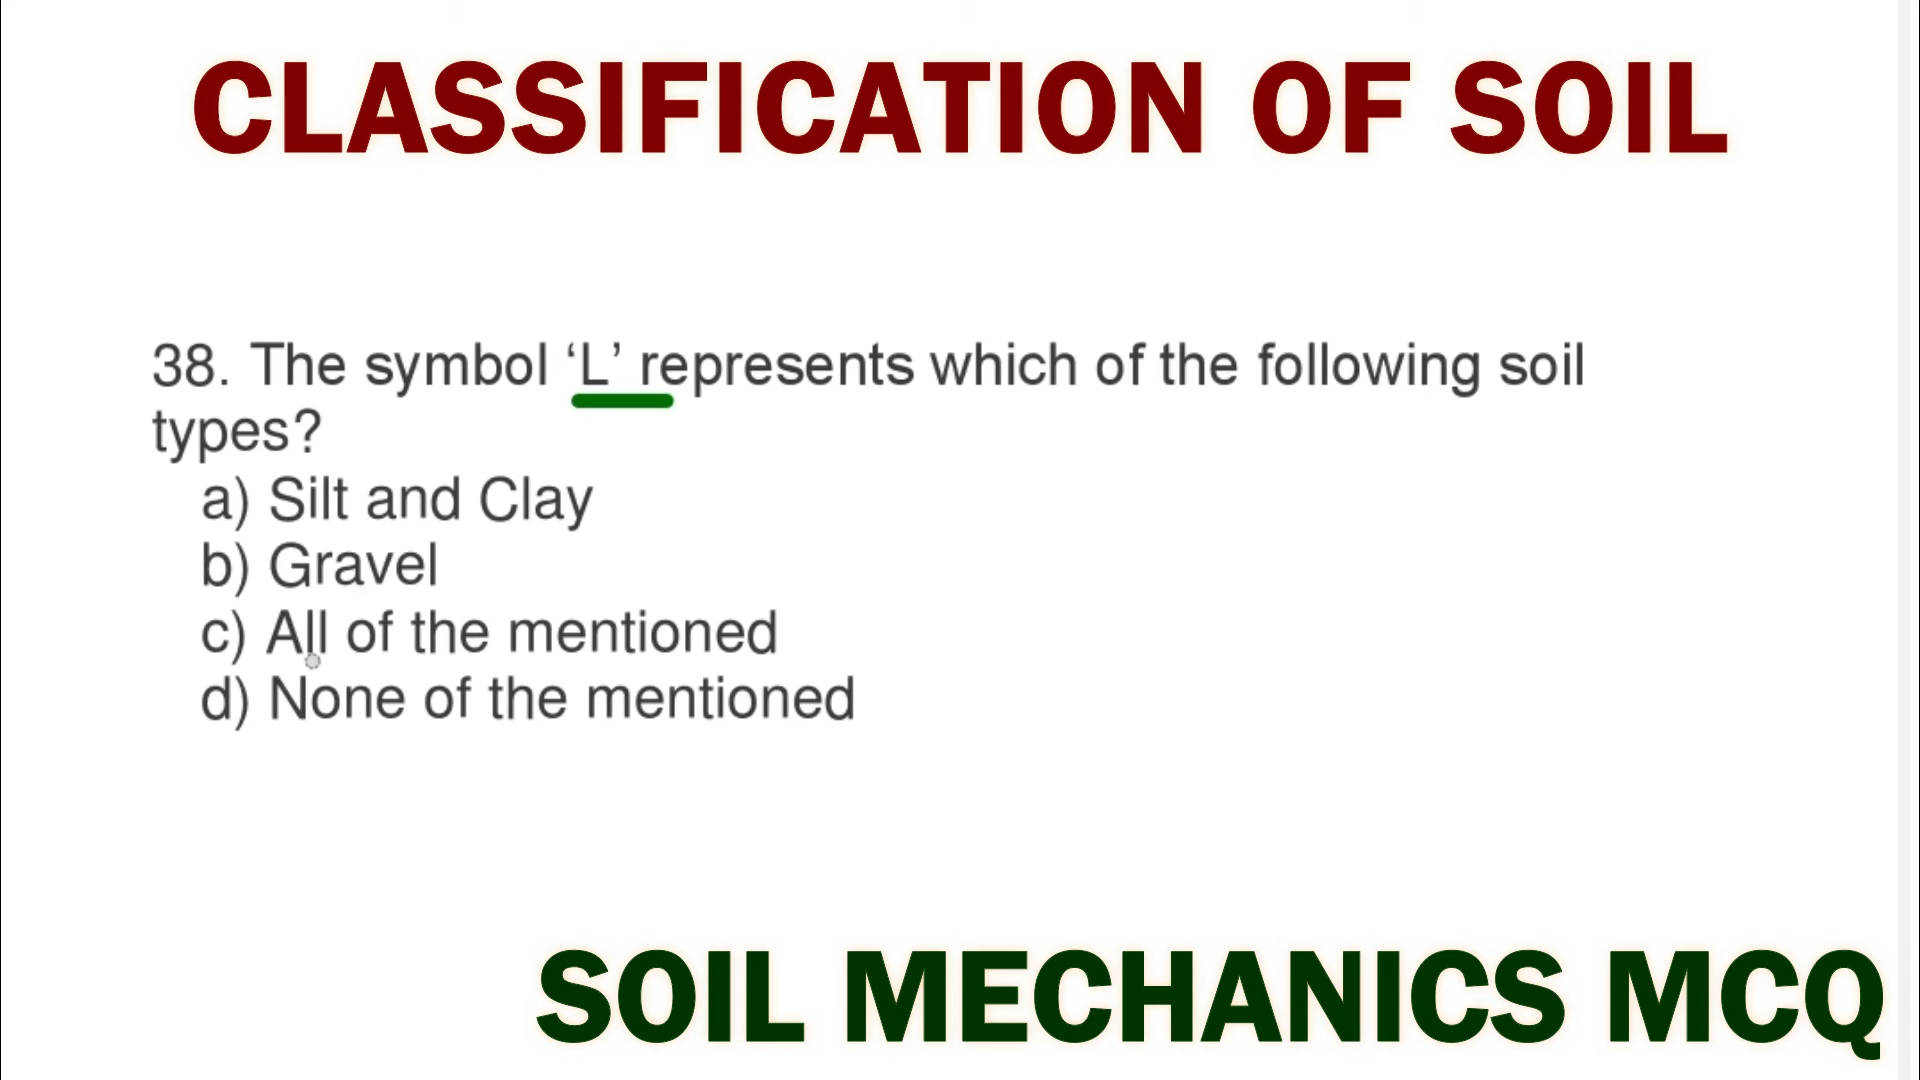 CLASSIFICATION OF SOIL
38. The symbol ‘L’ represents which of the following soil
types?
a) Silt and Clay
b) Gravel
c) All of the mentioned
d) None of the mentioned
SOIL MECHANICS MCQ